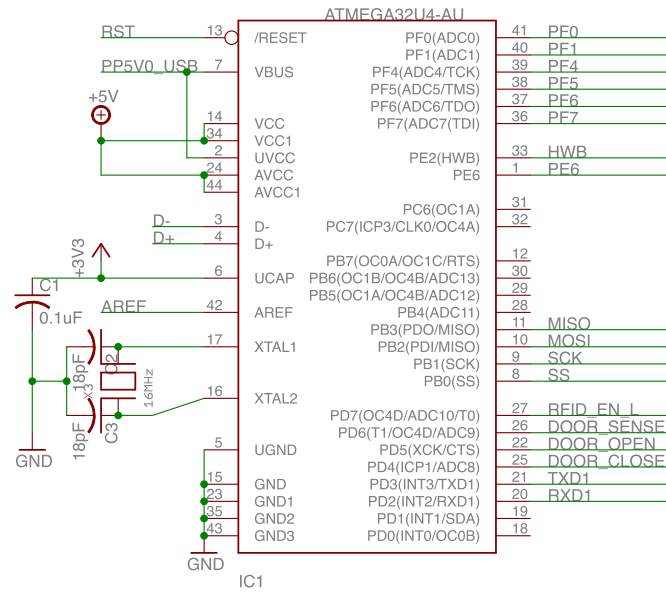 ATMEGA32U4-AU
RST 13 /RESET PF0(ADC0) 41 PF0
PF1(ADC1) 40 PF1
PP5V0_USB 7 VBUS PF4(ADC4/TCK) 39 PF4
PF5(ADC5/TMS) 38 PF5
+5V PF6(ADC6/TDO) 37 PF6
14 VCC PF7(ADC7(TDI) 36 PF7
34 VCC1
2 UVCC PE2(HWB) 33 HWB
24 AVCC PE6 1 PE6
44 AVCC1
PC6(OC1A) 31
D- 3 D- PC7(ICP3/CLK0/OC4A) 32
D+ 4 D+
PB7(OC0A/OC1C/RTS) 12
+3V3 6 UCAP PB6(OC1B/OC4B/ADC13) 30
C1 PB5(OC1A/OC4B/ADC12) 29
0.1uF AREF 42 AREF PB4(ADC11) 28
PB3(PDO/MISO) 11 MISO
18pF C2 17 XTAL1 PB2(PDI/MOSI) 10 MOSI
PB1(SCK) 9 SCK
X3 16MHz PB0(SS) 8 SS
16 XTAL2
18pF C3 PD7(OC4D/ADC10/T0) 27 RFID_EN_L
PD6(T1/OC4D/ADC9) 26 DOOR_SENSE
GND 5 UGND PD5(XCK/CTS) 22 DOOR_OPEN
PD4(ICP1/ADC8) 25 DOOR_CLOSE
15 GND PD3(INT3/TXD1) 21 TXD1
23 GND1 PD2(INT2/RXD1) 20 RXD1
35 GND2 PD1(INT1/SDA) 19
43 GND3 PD0(INT0/OC0B) 18
GND
IC1